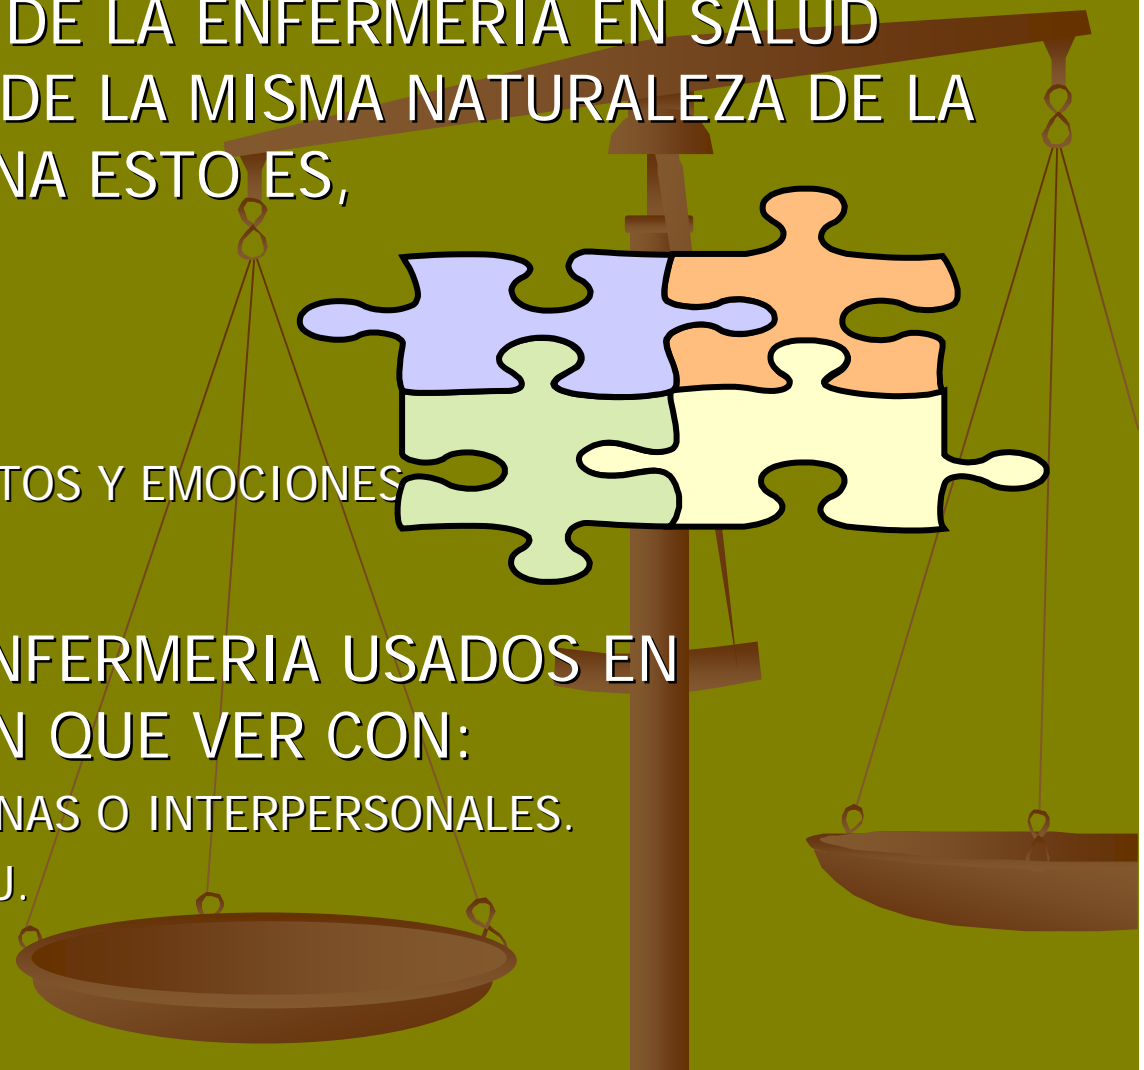 DE LA ENFERMERIA EN SALUD
DE LA MISMA NATURALEZA DE LA
NA ESTO ES,
TOS Y EMOCIONES
NFERMERIA USADOS EN
N QUE VER CON:
NAS O INTERPERSONALES.
U.